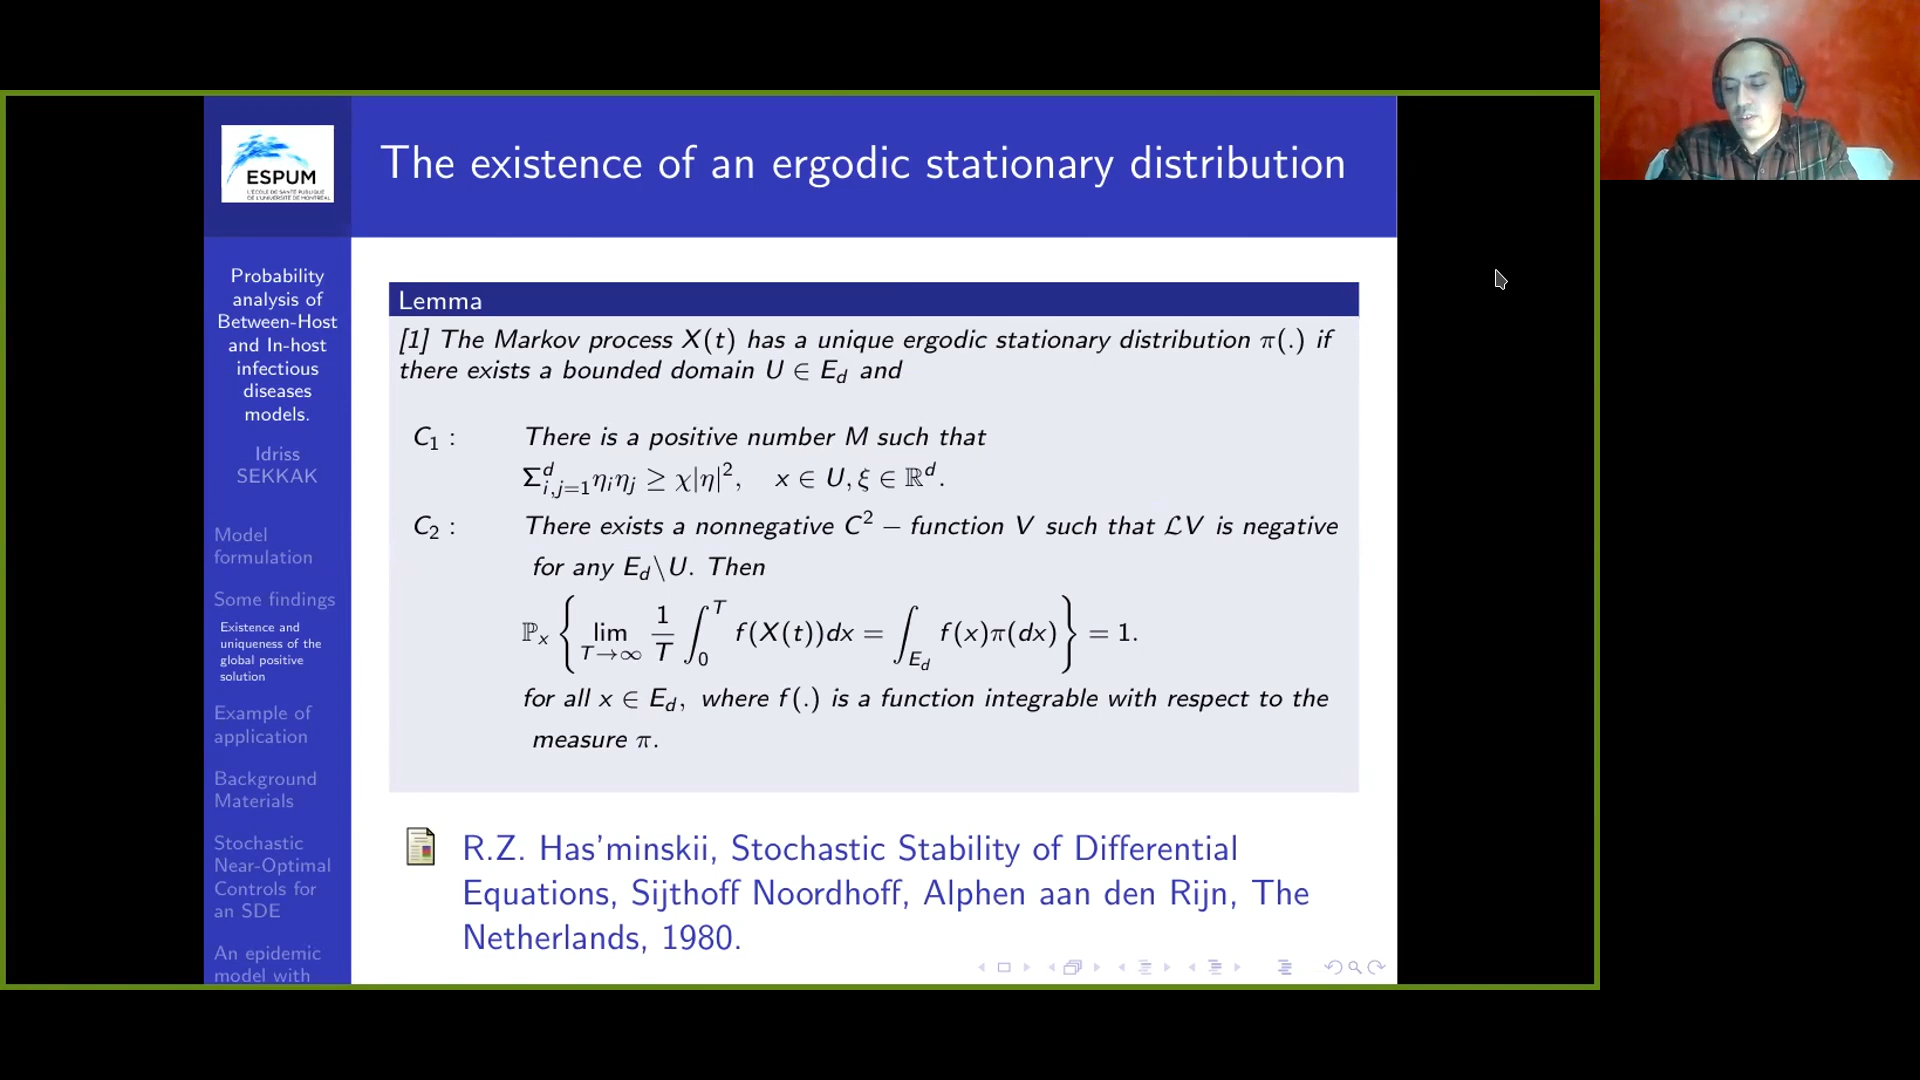 ESPUM
L'ÉCOLE DE SANTÉ PUBLIQUE
DE L'UNIVERSITÉ DE MONTRÉAL
The existence of an ergodic stationary distribution
Probability
analysis of
Between-Host
and In-host
infectious
diseases
models.
Idriss
SEKKAK
Model
formulation
Some findings
Existence and
uniqueness of the
global positive
solution
Example of
application
Background
Materials
Stochastic
Near-Optimal
Controls for
an SDE
An epidemic
model with
Lemma
[1] The Markov process X(t) has a unique ergodic stationary distribution π(.) if
there exists a bounded domain U ∈ E_d and
C₁ : There is a positive number M such that
Σ^d_{i,j=1} η_i η_j ≥ χ|η|², x ∈ U, ξ ∈ ℝ^d.
C₂ : There exists a nonnegative C² − function V such that ℒV is negative
for any E_d\U. Then
ℙ_x { lim_{T→∞} 1/T ∫_0^T f(X(t))dx = ∫_{E_d} f(x)π(dx) } = 1.
for all x ∈ E_d, where f(.) is a function integrable with respect to the
measure π.
R.Z. Has'minskii, Stochastic Stability of Differential
Equations, Sijthoff Noordhoff, Alphen aan den Rijn, The
Netherlands, 1980.